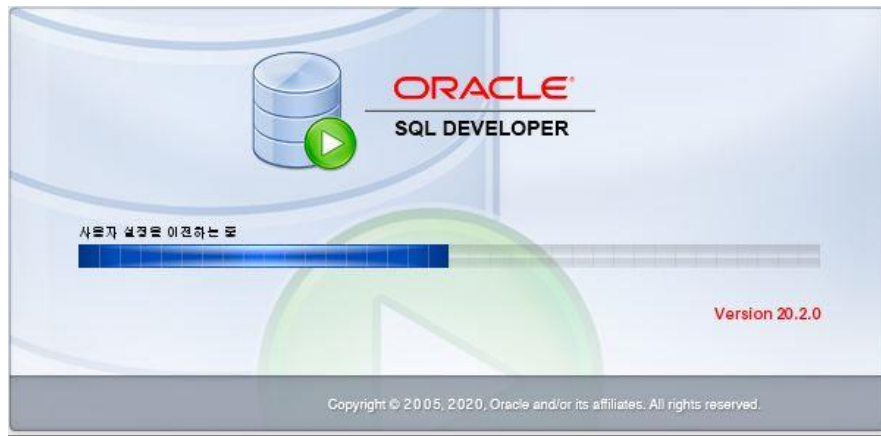 ORACLE
SQL DEVELOPER
사용자 설정을 이전하는 중
Version 20.2.0
Copyright © 2005, 2020, Oracle and/or its affiliates. All rights reserved.